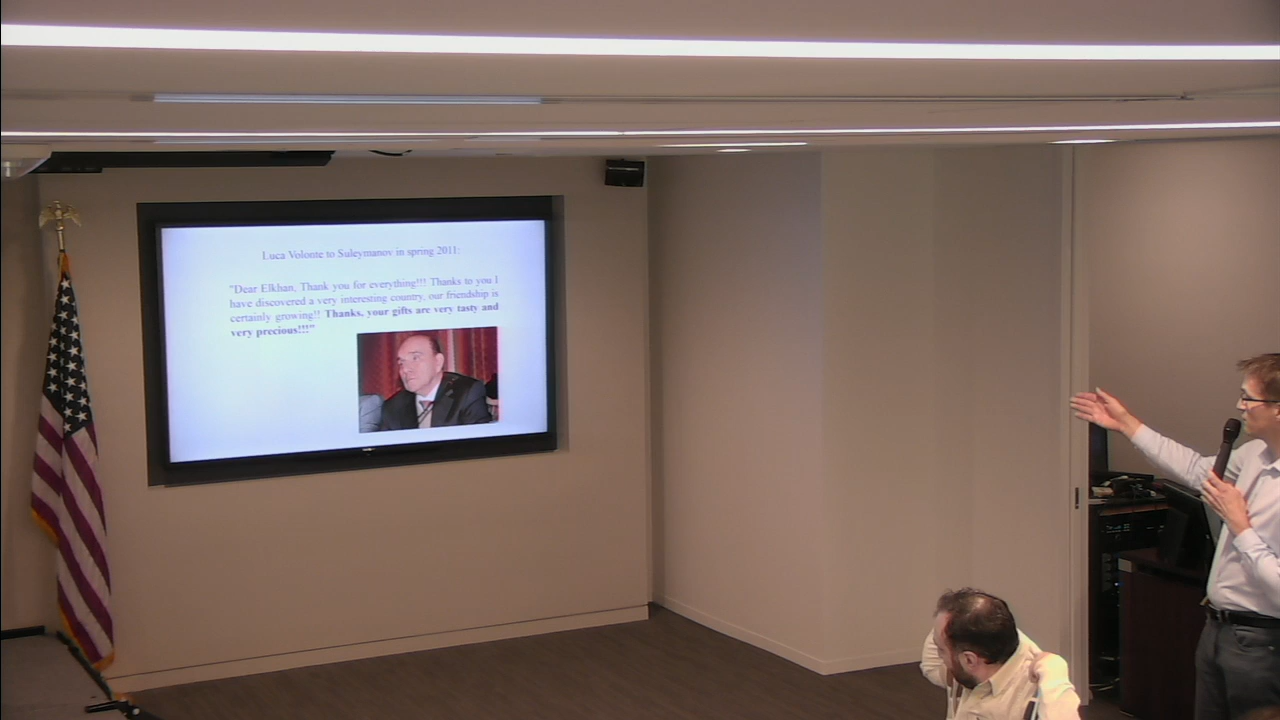 Luca Volonte to Suleymanov in spring 2011:
"Dear Elkhan, Thank you for everything!!! Thanks to you I
have discovered a very interesting country, our friendship is
certainly growing!! Thanks, your gifts are very tasty and
very precious!!!"